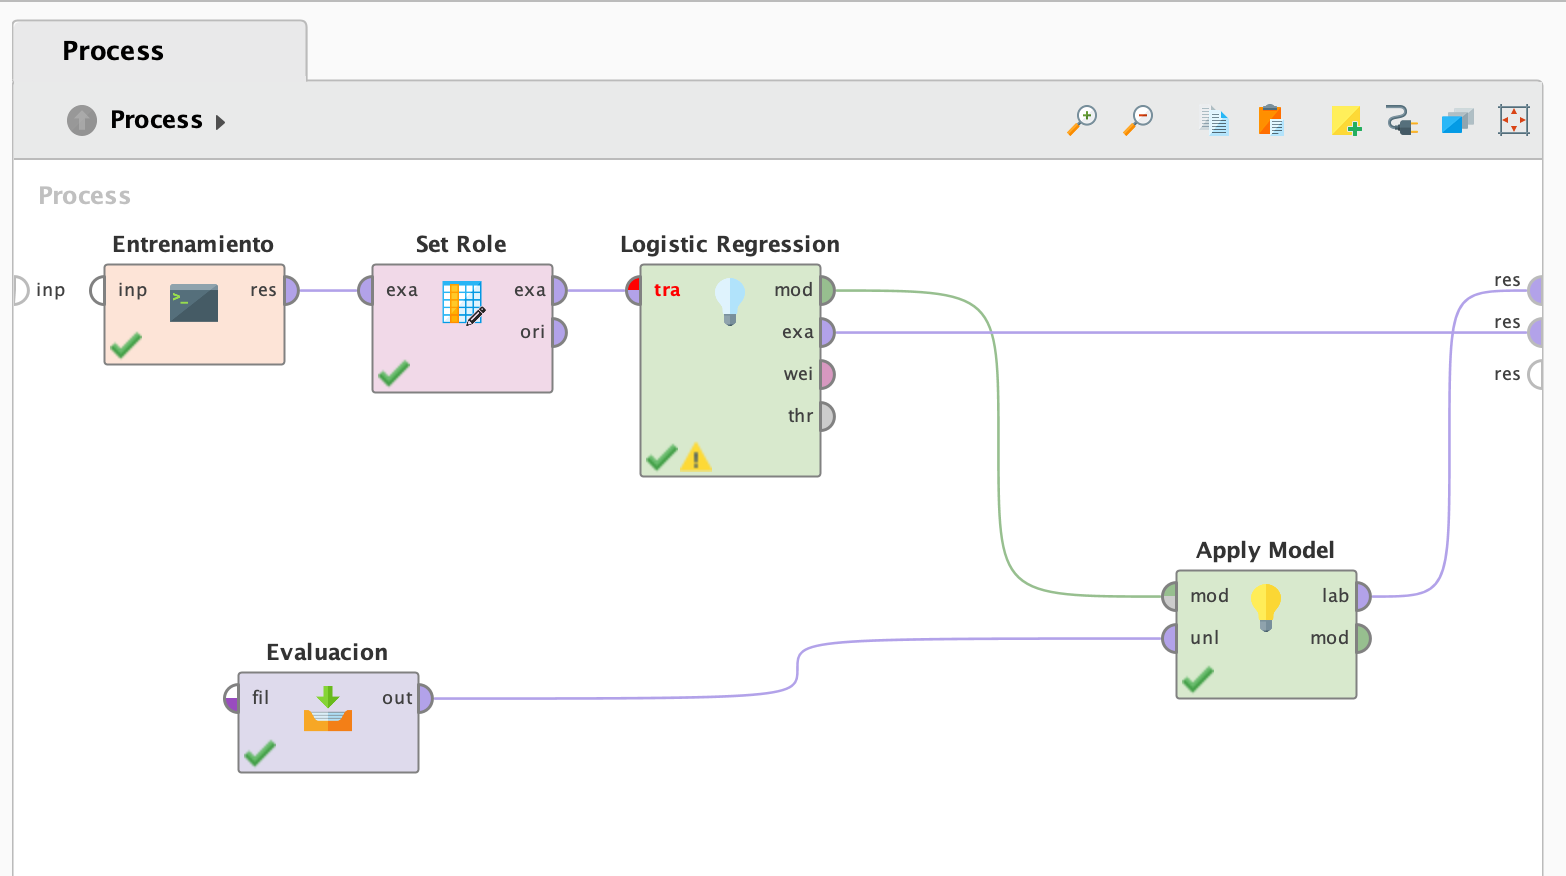 Process
Process
Process
Entrenamiento
Set Role
Logistic Regression
inp
inp
res
exa
exa
ori
tra
mod
exa
wei
thr
res
res
res
Apply Model
mod
lab
unl
mod
Evaluacion
fil
out